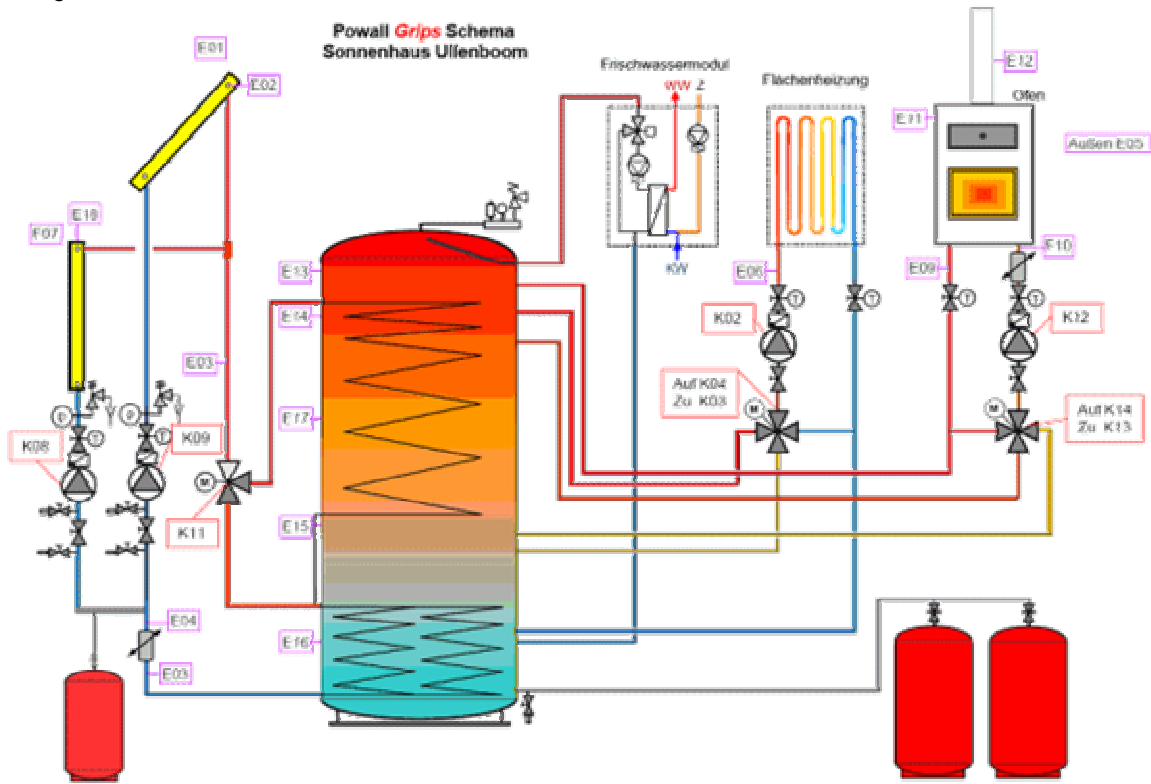 Powall Grips Schema
Sonnenhaus Ullenboom
E01
E02
Frischwassermodul
WW Z
Flächenheizung
E12
Ofen
E11
Außen E05
E18
E07
KW
E13
E06
E09
E10
E14
K02
K12
E03
Auf K04
Zu K03
Auf K14
Zu K13
E17
M
M
P
P
T
T
T
T
T
T
K08
K09
M
K11
E15
E04
E16
E03